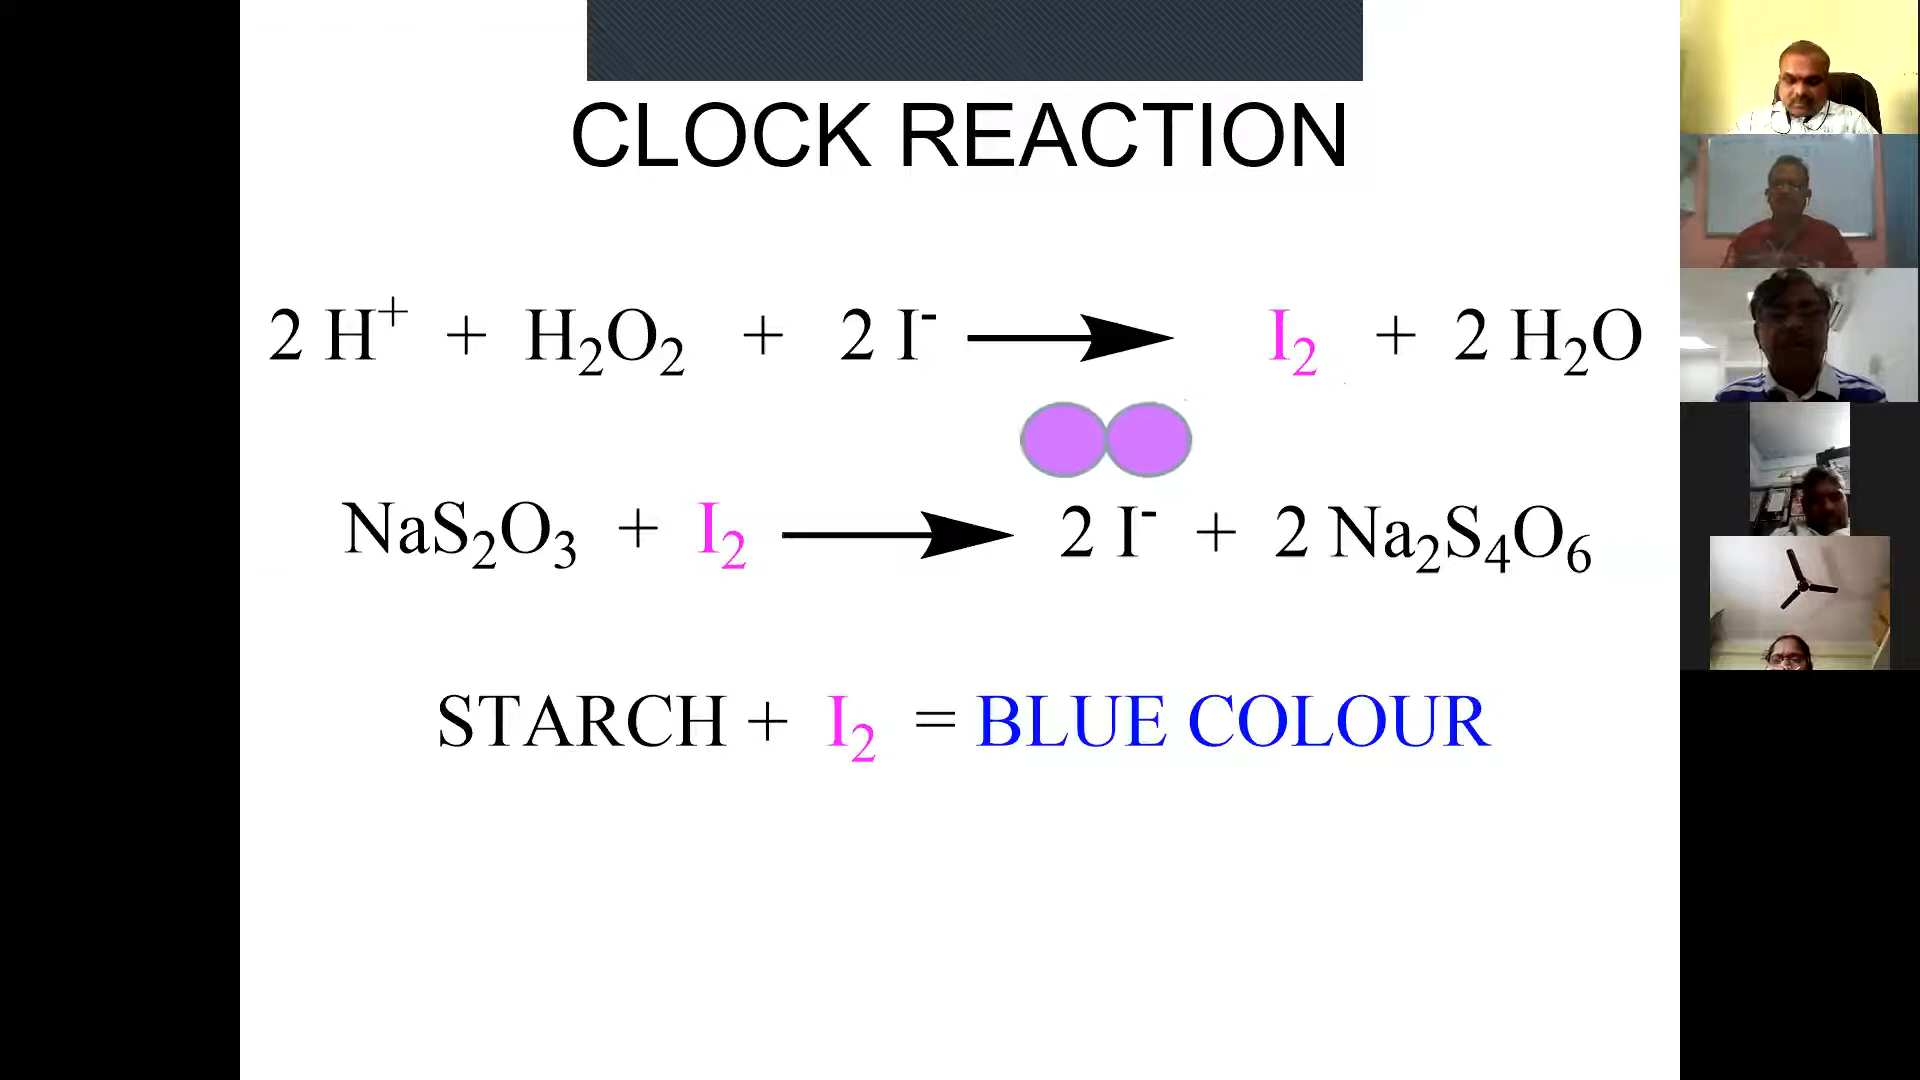 CLOCK REACTION
2 H⁺ + H₂O₂ + 2 I⁻ ⟶ I₂ + 2 H₂O
NaS₂O₃ + I₂ ⟶ 2 I⁻ + 2 Na₂S₄O₆
STARCH + I₂ = BLUE COLOUR